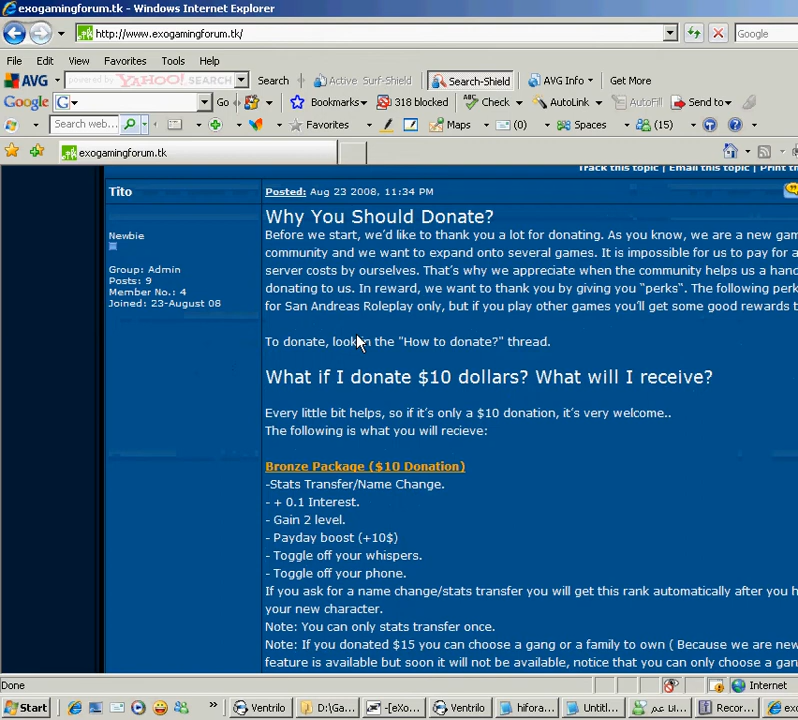 exogamingforum.tk/ - Windows Internet Explorer
http://www.exogamingforum.tk/
Google
File Edit View Favorites Tools Help
AVG powered by YAHOO! SEARCH Search Active Surf-Shield Search-Shield AVG Info Get More
Google G Go Bookmarks 318 blocked Check AutoLink AutoFill Send to
Search web... Favorites Maps (0) Spaces (15)
exogamingforum.tk
Track this topic | Email this topic | Print th
Tito
Posted: Aug 23 2008, 11:34 PM
Newbie
Group: Admin
Posts: 9
Member No.: 4
Joined: 23-August 08
Why You Should Donate?
Before we start, we'd like to thank you a lot for donating. As you know, we are a new gam
community and we want to expand onto several games. It is impossible for us to pay for a
server costs by ourselves. That's why we appreciate when the community helps us a hand
donating to us. In reward, we want to thank you by giving you "perks". The following perk
for San Andreas Roleplay only, but if you play other games you'll get some good rewards t
To donate, look in the "How to donate?" thread.
What if I donate $10 dollars? What will I receive?
Every little bit helps, so if it's only a $10 donation, it's very welcome..
The following is what you will recieve:
Bronze Package ($10 Donation)
-Stats Transfer/Name Change.
- + 0.1 Interest.
- Gain 2 level.
- Payday boost (+10$)
- Toggle off your whispers.
- Toggle off your phone.
If you ask for a name change/stats transfer you will get this rank automatically after you h
your new character.
Note: You can only stats transfer once.
Note: If you donated $15 you can choose a gang or a family to own ( Because we are new
feature is available but soon it will not be available, notice that you can only choose a gan
Done Internet
Start Ventrilo D:\Ga... -[eXo... Ventrilo hifora... Untitl... Recor... exo